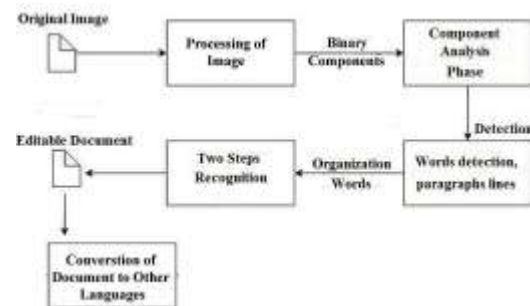 Original Image
Processing of
Image
Binary
Components
Component
Analysis
Phase
Detection
Editable Document
Two Steps
Recognition
Organization
Words
Words detection,
paragraphs lines
Converstion of
Document to Other
Languages